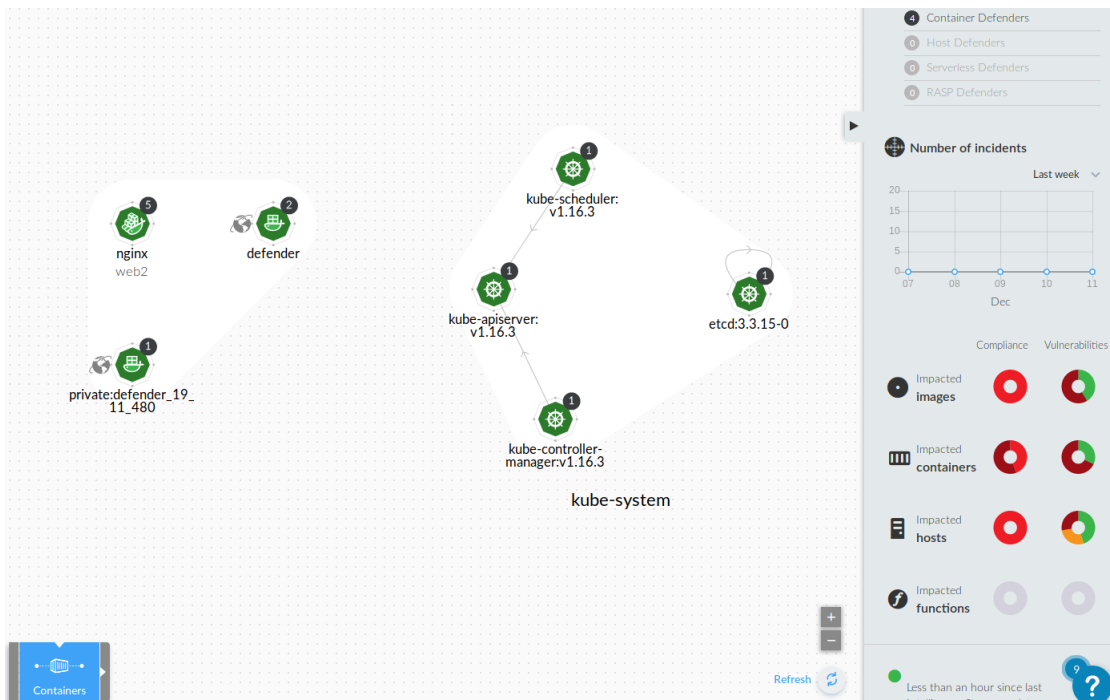 5
nginx
web2
2
defender
1
private:defender_19_
11_480
1
kube-scheduler:
v1.16.3
1
kube-apiserver:
v1.16.3
1
etcd:3.3.15-0
1
kube-controller-
manager:v1.16.3
kube-system
+
−
Refresh
Containers
4 Container Defenders
0 Host Defenders
0 Serverless Defenders
0 RASP Defenders
Number of incidents
Last week
20
15
10
5
0
07 08 09 10 11
Dec
Compliance Vulnerabilities
Impacted
images
Impacted
containers
Impacted
hosts
f
Impacted
functions
9
?
Less than an hour since last